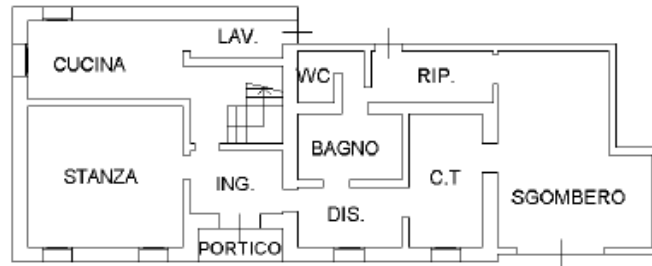 LAV.
CUCINA
WC
RIP.
BAGNO
STANZA
ING.
C.T
SGOMBERO
DIS.
PORTICO